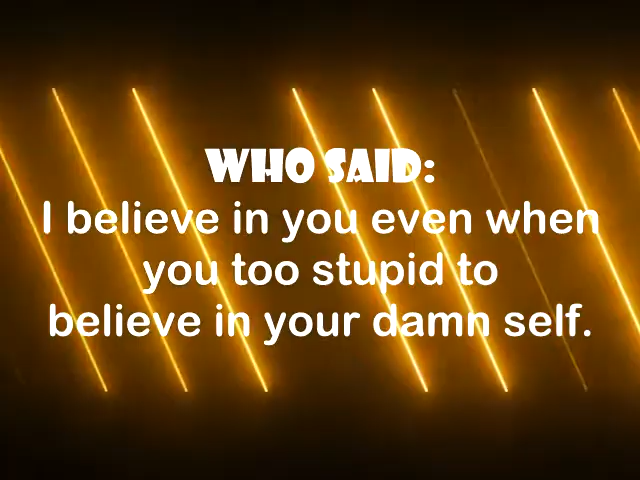 WHO SAID:
I believe in you even when
you too stupid to
believe in your damn self.